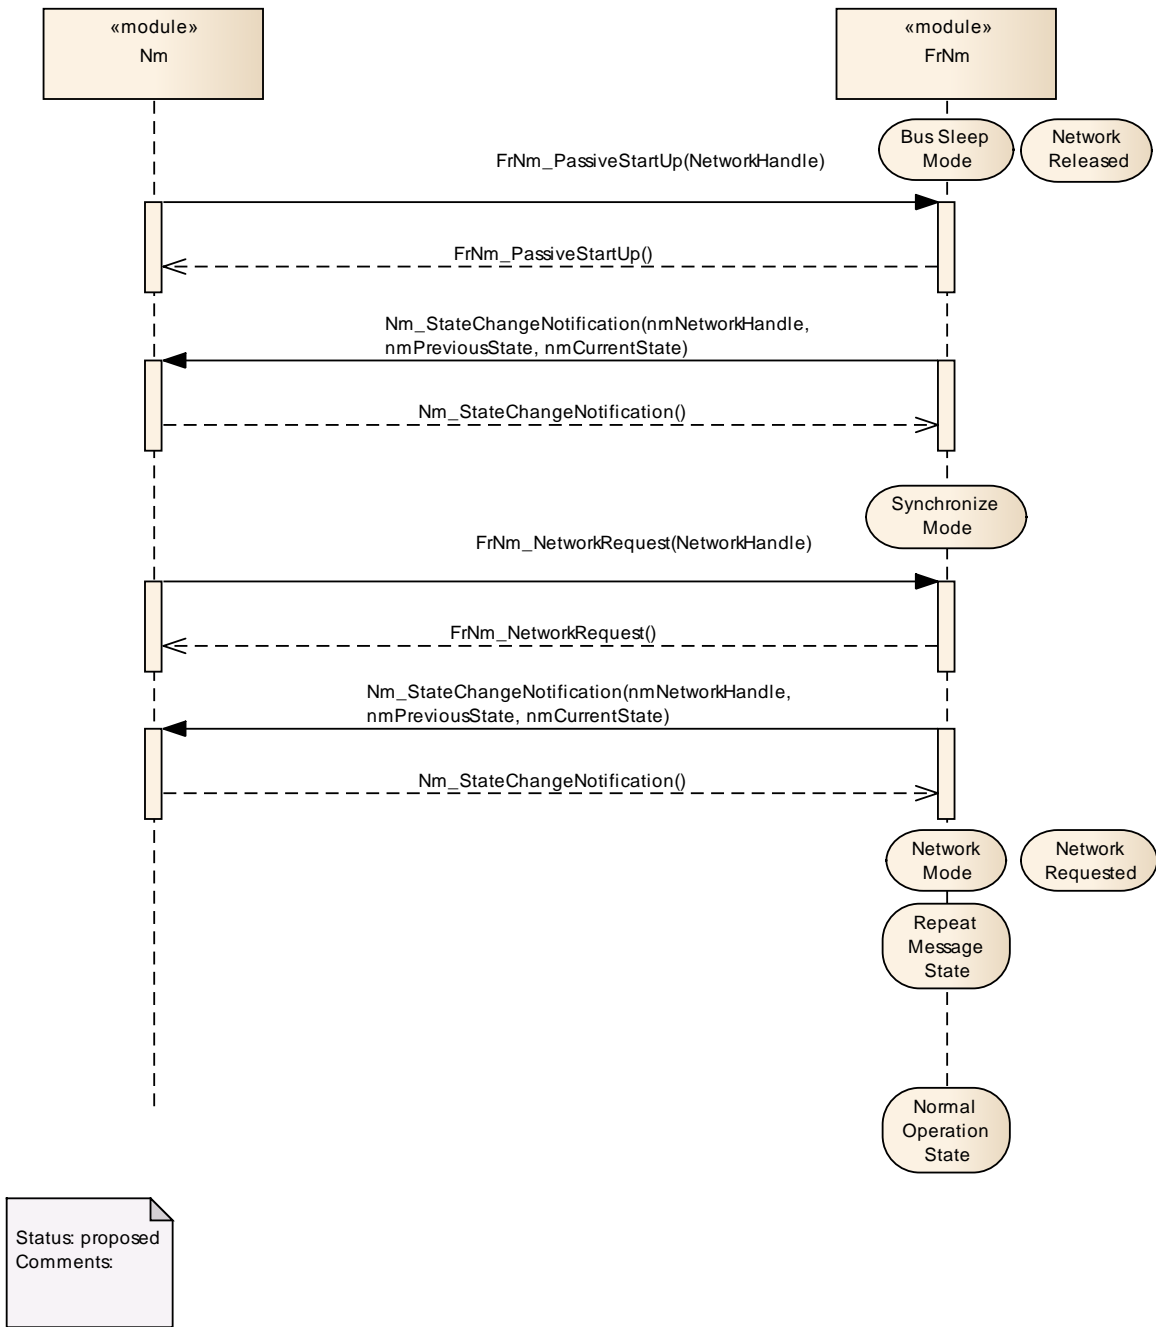 «module»
Nm
«module»
FrNm
Bus Sleep
Mode
Network
Released
FrNm_PassiveStartUp(NetworkHandle)
FrNm_PassiveStartUp()
Nm_StateChangeNotification(nmNetworkHandle,
nmPreviousState, nmCurrentState)
Nm_StateChangeNotification()
Synchronize
Mode
FrNm_NetworkRequest(NetworkHandle)
FrNm_NetworkRequest()
Nm_StateChangeNotification(nmNetworkHandle,
nmPreviousState, nmCurrentState)
Nm_StateChangeNotification()
Network
Mode
Network
Requested
Repeat
Message
State
Normal
Operation
State
Status: proposed
Comments: